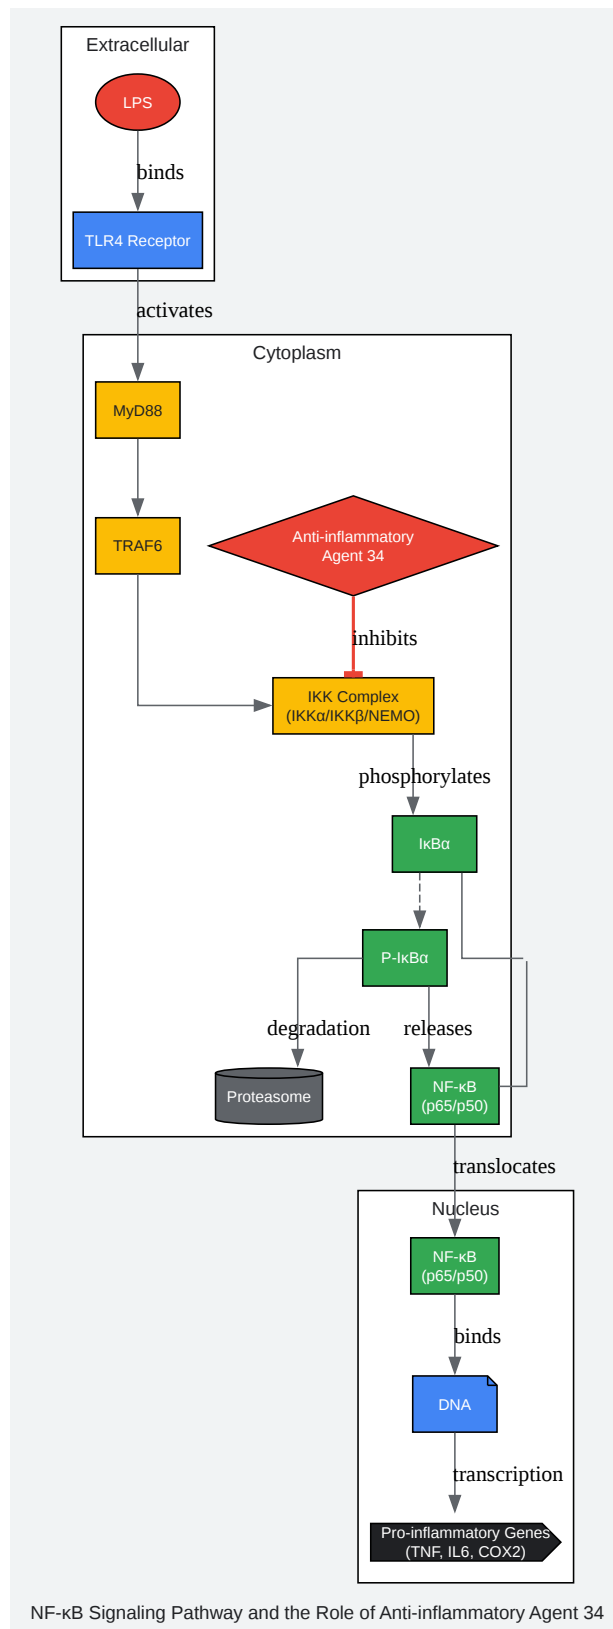 Extracellular
LPS
binds
TLR4 Receptor
activates
Cytoplasm
MyD88
TRAF6
Anti-inflammatory
Agent 34
inhibits
IKK Complex
(IKKα/IKKβ/NEMO)
phosphorylates
IκBα
P-IκBα
degradation
releases
Proteasome
NF-κB
(p65/p50)
translocates
Nucleus
NF-κB
(p65/p50)
binds
DNA
transcription
Pro-inflammatory Genes
(TNF, IL6, COX2)
NF-κB Signaling Pathway and the Role of Anti-inflammatory Agent 34